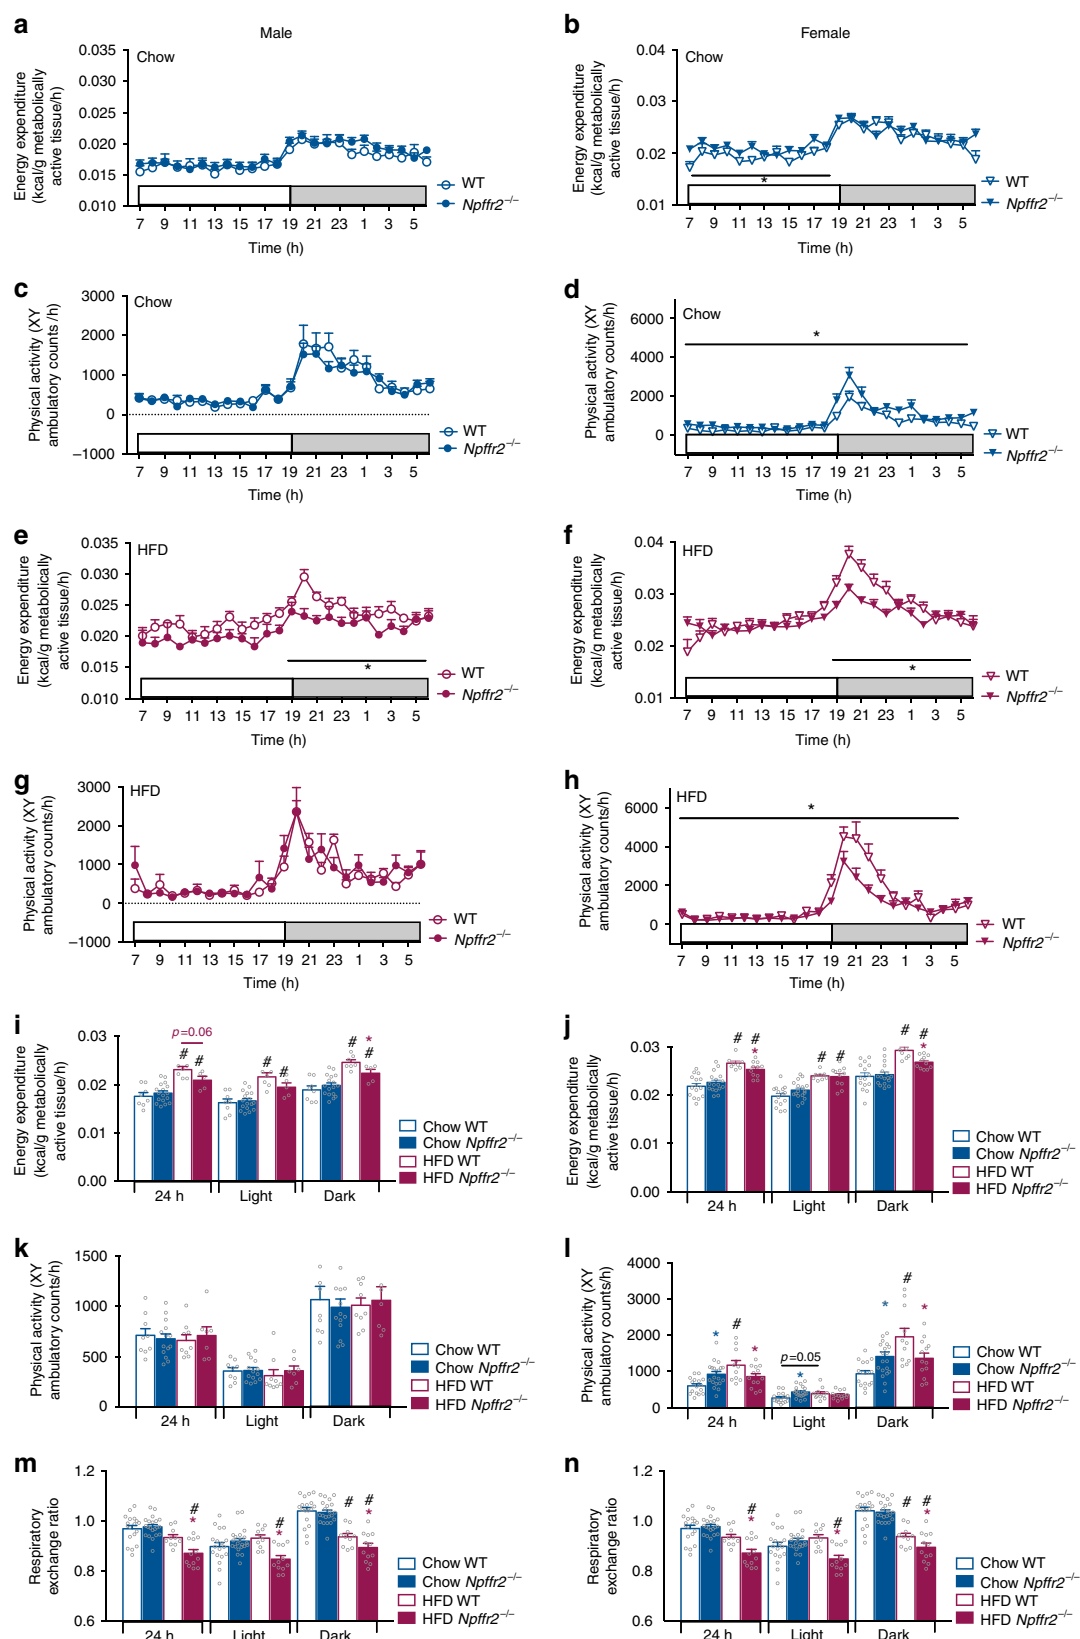 a
Male
Energy expenditure
(kcal/g metabolically
active tissue/h)
0.035
0.030
0.025
0.020
0.015
0.010
Chow
7 9 11 13 15 17 19 21 23 1 3 5
Time (h)
WT
Npffr2−/−
b
Female
Energy expenditure
(kcal/g metabolically
active tissue/h)
0.04
0.03
0.02
0.01
Chow
*
7 9 11 13 15 17 19 21 23 1 3 5
Time (h)
WT
Npffr2−/−
c
Physical activity (XY
ambulatory counts /h)
3000
2000
1000
0
−1000
Chow
7 9 11 13 15 17 19 21 23 1 3 5
Time (h)
WT
Npffr2−/−
d
Physical activity (XY
ambulatory counts/h)
6000
4000
2000
0
Chow
*
7 9 11 13 15 17 19 21 23 1 3 5
Time (h)
WT
Npffr2−/−
e
Energy expenditure
(kcal/g metabolically
active tissue/h)
0.035
0.030
0.025
0.020
0.015
0.010
HFD
*
7 9 11 13 15 17 19 21 23 1 3 5
Time (h)
WT
Npffr2−/−
f
Energy expenditure
(kcal/g metabolically
active tissue/h)
0.04
0.03
0.02
0.01
HFD
*
7 9 11 13 15 17 19 21 23 1 3 5
Time (h)
WT
Npffr2−/−
g
Physical activity (XY
ambulatory counts/h)
3000
2000
1000
0
−1000
HFD
7 9 11 13 15 17 19 21 23 1 3 5
Time (h)
WT
Npffr2−/−
h
Physical activity (XY
ambulatory counts/h)
6000
4000
2000
0
HFD
*
7 9 11 13 15 17 19 21 23 1 3 5
Time (h)
WT
Npffr2−/−
i
Energy expenditure
(kcal/g metabolically
active tissue/h)
0.03
0.02
0.01
0.00
p=0.06
# # # # # * #
24 h Light Dark
Chow WT
Chow Npffr2−/−
HFD WT
HFD Npffr2−/−
j
Energy expenditure
(kcal/g metabolically
active tissue/h)
0.03
0.02
0.01
0.00
# # * # # # # *
24 h Light Dark
Chow WT
Chow Npffr2−/−
HFD WT
HFD Npffr2−/−
k
Physical activity (XY
ambulatory counts/h)
1500
1000
500
0
24 h Light Dark
Chow WT
Chow Npffr2−/−
HFD WT
HFD Npffr2−/−
l
Physical activity (XY
ambulatory counts/h)
4000
3000
2000
1000
0
* # * p=0.05 * * # *
24 h Light Dark
Chow WT
Chow Npffr2−/−
HFD WT
HFD Npffr2−/−
m
Respiratory
exchange ratio
1.2
1.0
0.8
0.6
# * # * # # *
24 h Light Dark
Chow WT
Chow Npffr2−/−
HFD WT
HFD Npffr2−/−
n
Respiratory
exchange ratio
1.2
1.0
0.8
0.6
# * # * # # *
24 h Light Dark
Chow WT
Chow Npffr2−/−
HFD WT
HFD Npffr2−/−